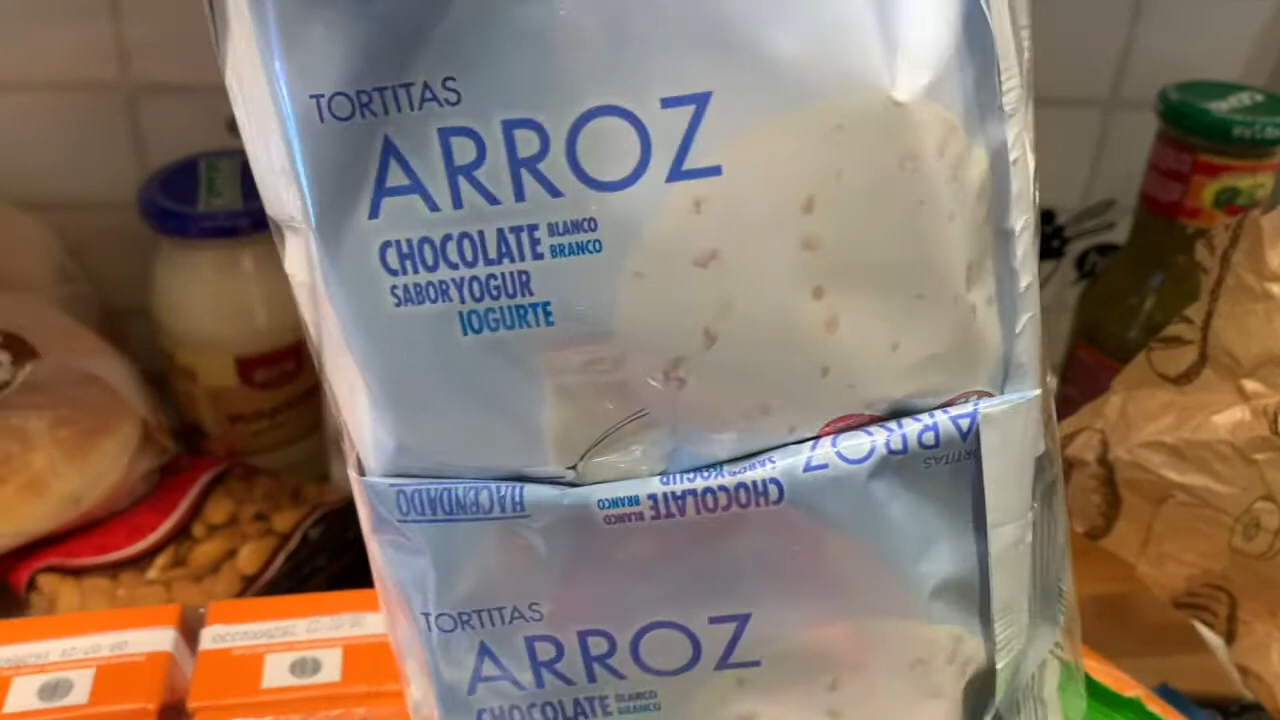 TORTITAS
ARROZ
CHOCOLATE BLANCO
BRANCO
SABOR YOGUR
IOGURTE
TORTITAS
ARROZ
SABOR YOGUR
CHOCOLATE BLANCO
BRANCO
HACENDADO
TORTITAS
ARROZ
CHOCOLATE BLANCO
BRANCO